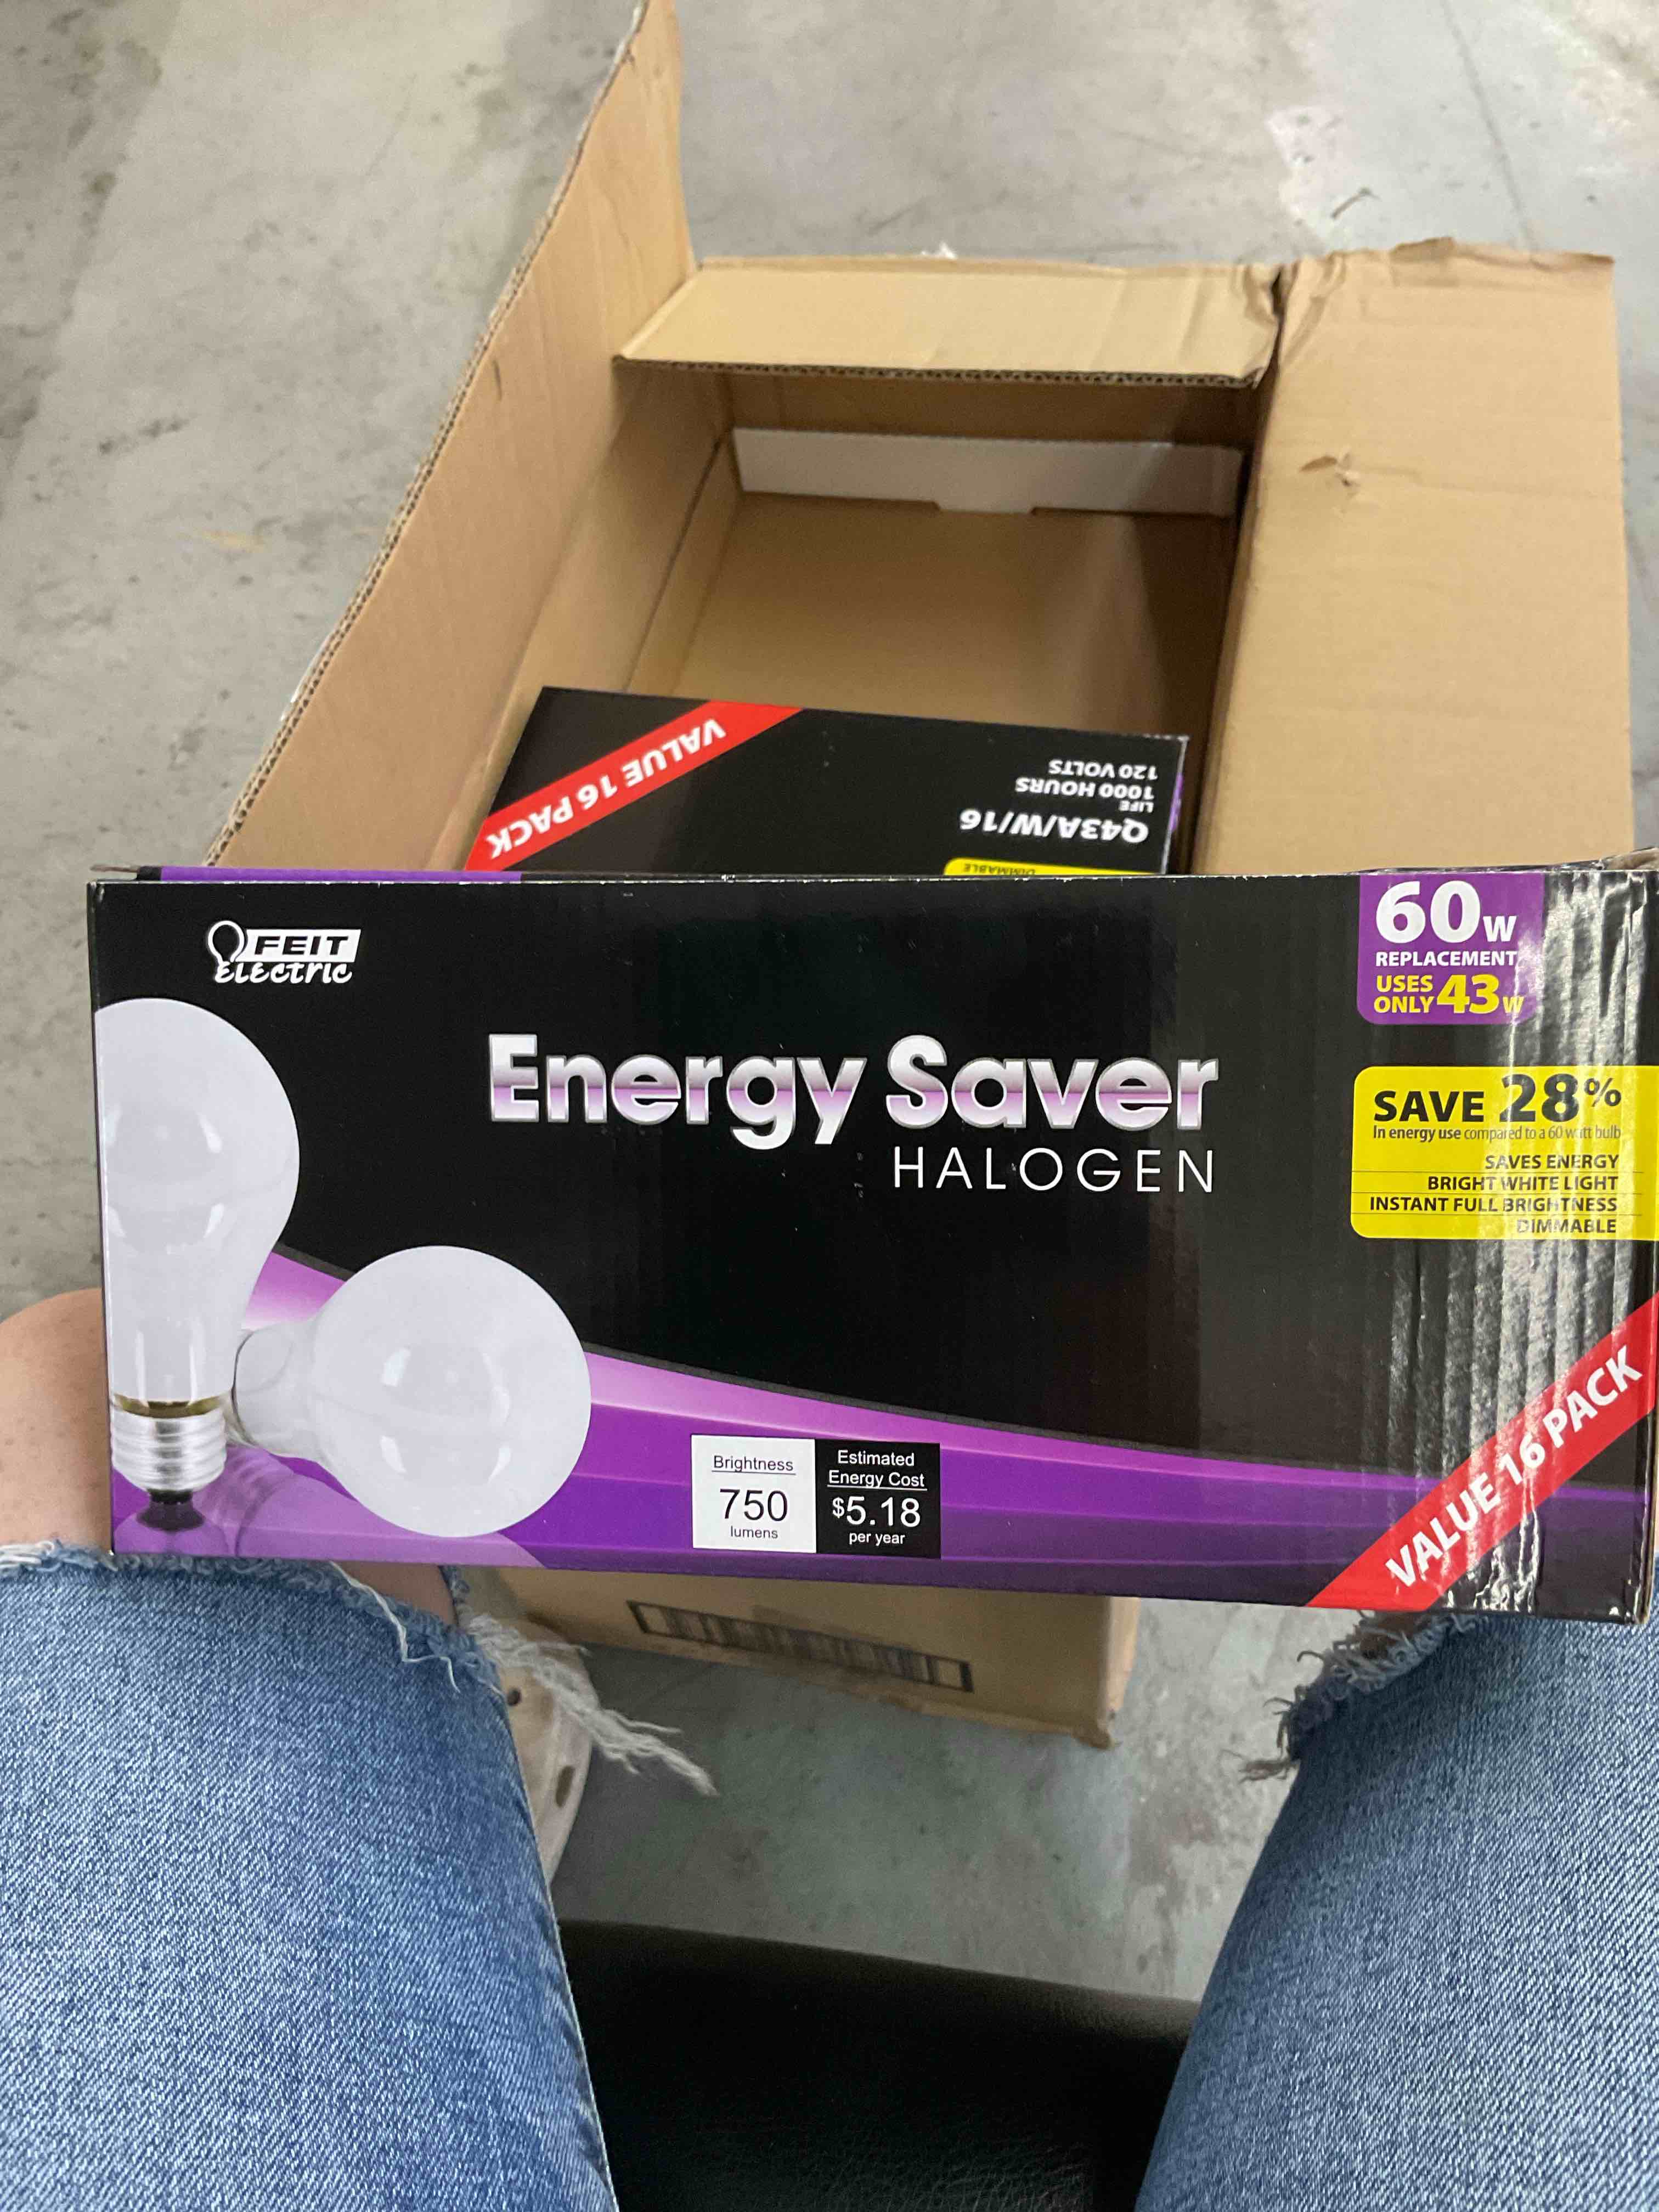 VALUE 16 PACK
120 VOLTS
1000 HOURS
LIFE
Q43A/W/16
DIMMABLE
FEIT
ELECTRIC
60W
REPLACEMENT
USES
ONLY 43W
Energy Saver
HALOGEN
SAVE 28%
In energy use compared to a 60 watt bulb
SAVES ENERGY
BRIGHT WHITE LIGHT
INSTANT FULL BRIGHTNESS
DIMMABLE
Brightness
750
lumens
Estimated
Energy Cost
$5.18
per year
VALUE 16 PACK